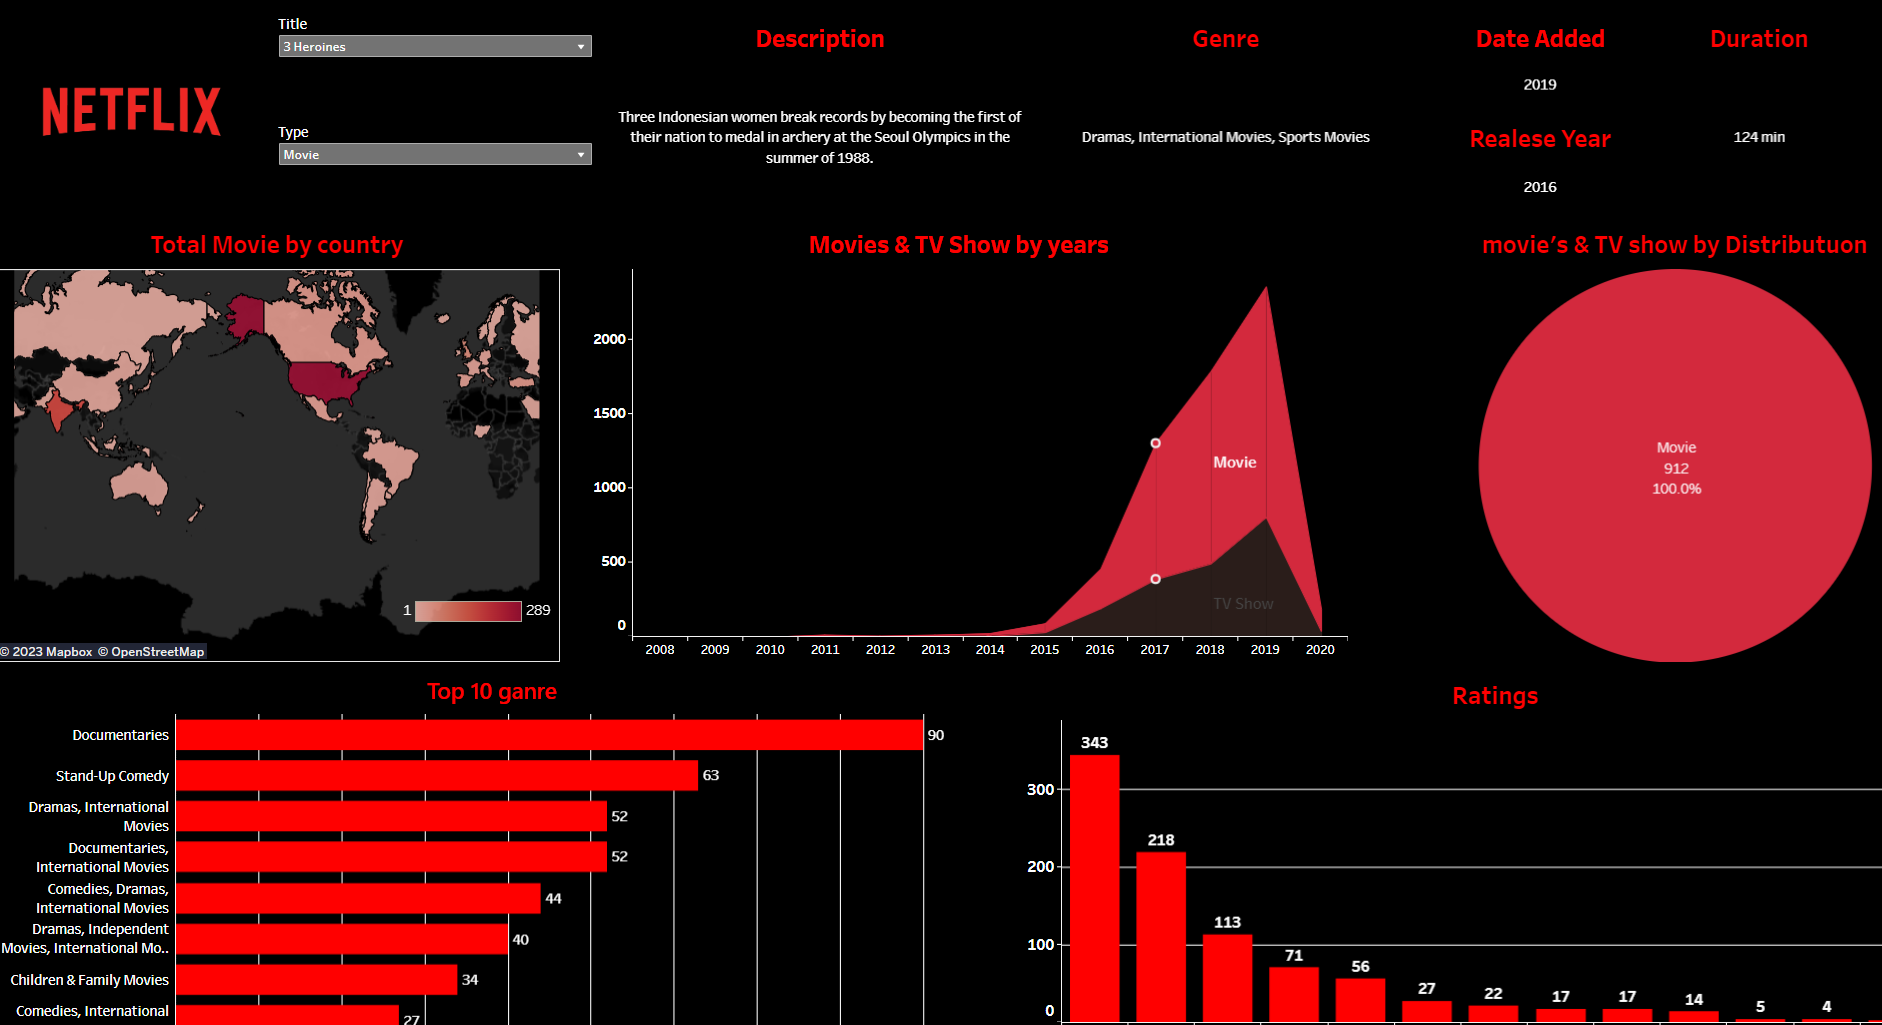 Title
3 Heroines
NETFLIX
Type
Movie
Description
Three Indonesian women break records by becoming the first of
their nation to medal in archery at the Seoul Olympics in the
summer of 1988.
Genre
Dramas, International Movies, Sports Movies
Date Added
2019
Realese Year
2016
Duration
124 min
Total Movie by country
1
289
© 2023 Mapbox © OpenStreetMap
Movies & TV Show by years
2000
1500
1000
500
0
Movie
TV Show
2008 2009 2010 2011 2012 2013 2014 2015 2016 2017 2018 2019 2020
movie's & TV show by Distributuon
Movie
912
100.0%
Top 10 ganre
Documentaries 90
Stand-Up Comedy 63
Dramas, International
Movies 52
Documentaries,
International Movies 52
Comedies, Dramas,
International Movies 44
Dramas, Independent
Movies, International Mo.. 40
Children & Family Movies 34
Comedies, International 27
Ratings
300
200
100
0
343 218 113 71 56 27 22 17 17 14 5 4